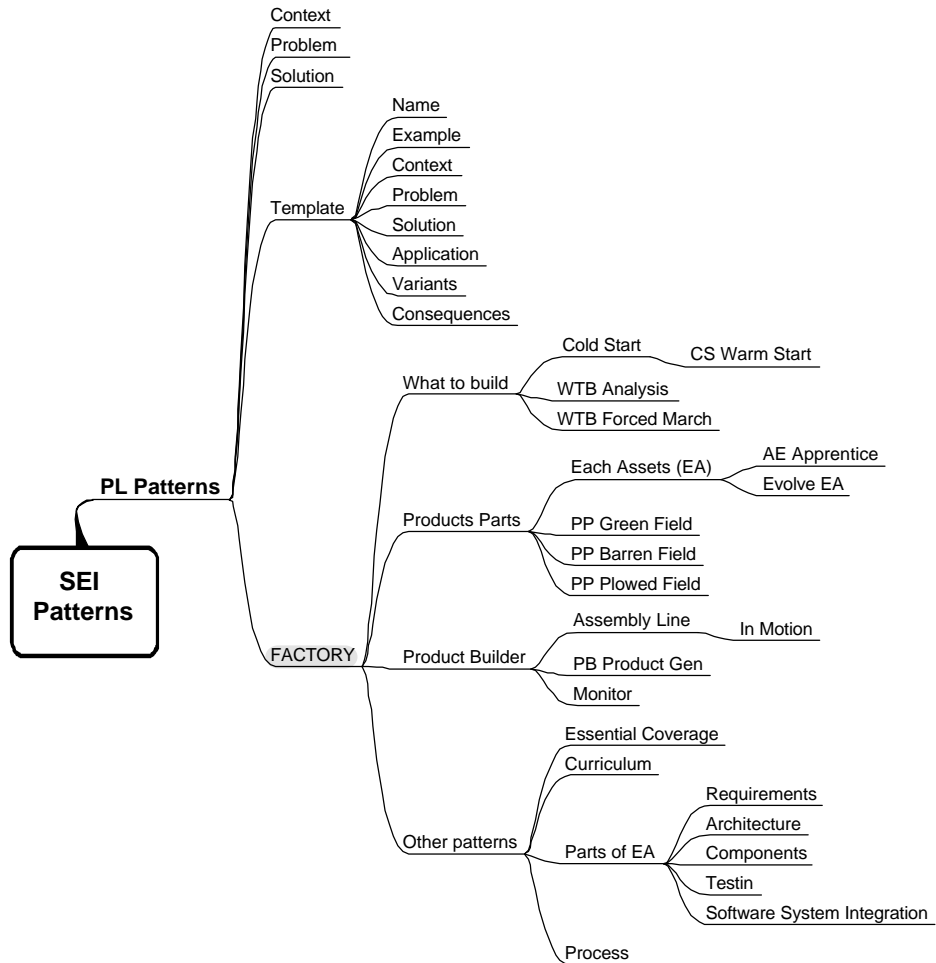 Context
Problem
Solution
Name
Example
Context
Problem
Template
Solution
Application
Variants
Consequences
Cold Start
CS Warm Start
What to build
WTB Analysis
WTB Forced March
AE Apprentice
Each Assets (EA)
Evolve EA
PL Patterns
Products Parts
PP Green Field
PP Barren Field
PP Plowed Field
SEI
Patterns
Assembly Line
In Motion
FACTORY
Product Builder
PB Product Gen
Monitor
Essential Coverage
Curriculum
Requirements
Architecture
Other patterns
Parts of EA
Components
Testin
Software System Integration
Process